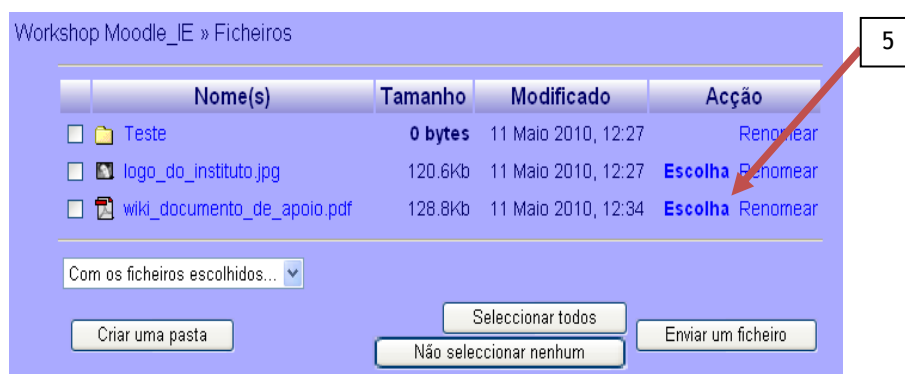 Workshop Moodle_IE » Ficheiros
5
Nome(s) Tamanho Modificado Acção
Teste 0 bytes 11 Maio 2010, 12:27 Renomear
logo_do_instituto.jpg 120.6Kb 11 Maio 2010, 12:27 Escolha Renomear
wiki_documento_de_apoio.pdf 128.8Kb 11 Maio 2010, 12:34 Escolha Renomear
Com os ficheiros escolhidos...
Seleccionar todos
Criar uma pasta
Enviar um ficheiro
Não seleccionar nenhum